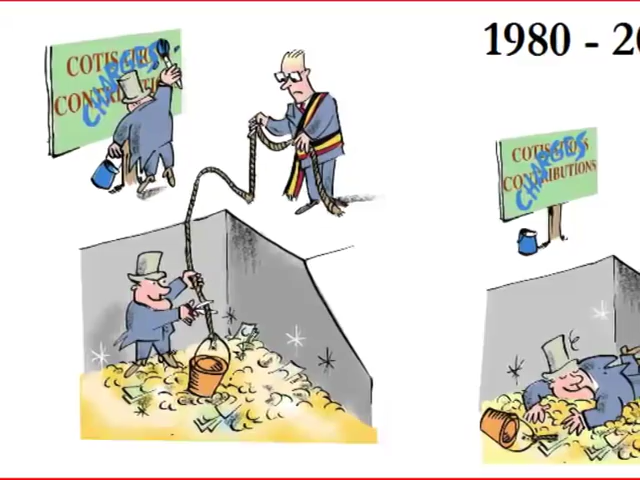 1980 - 20
COTISATIONS
CHARGES
CONTRIBUTIONS
COTISATIONS
CHARGES
CONTRIBUTIONS